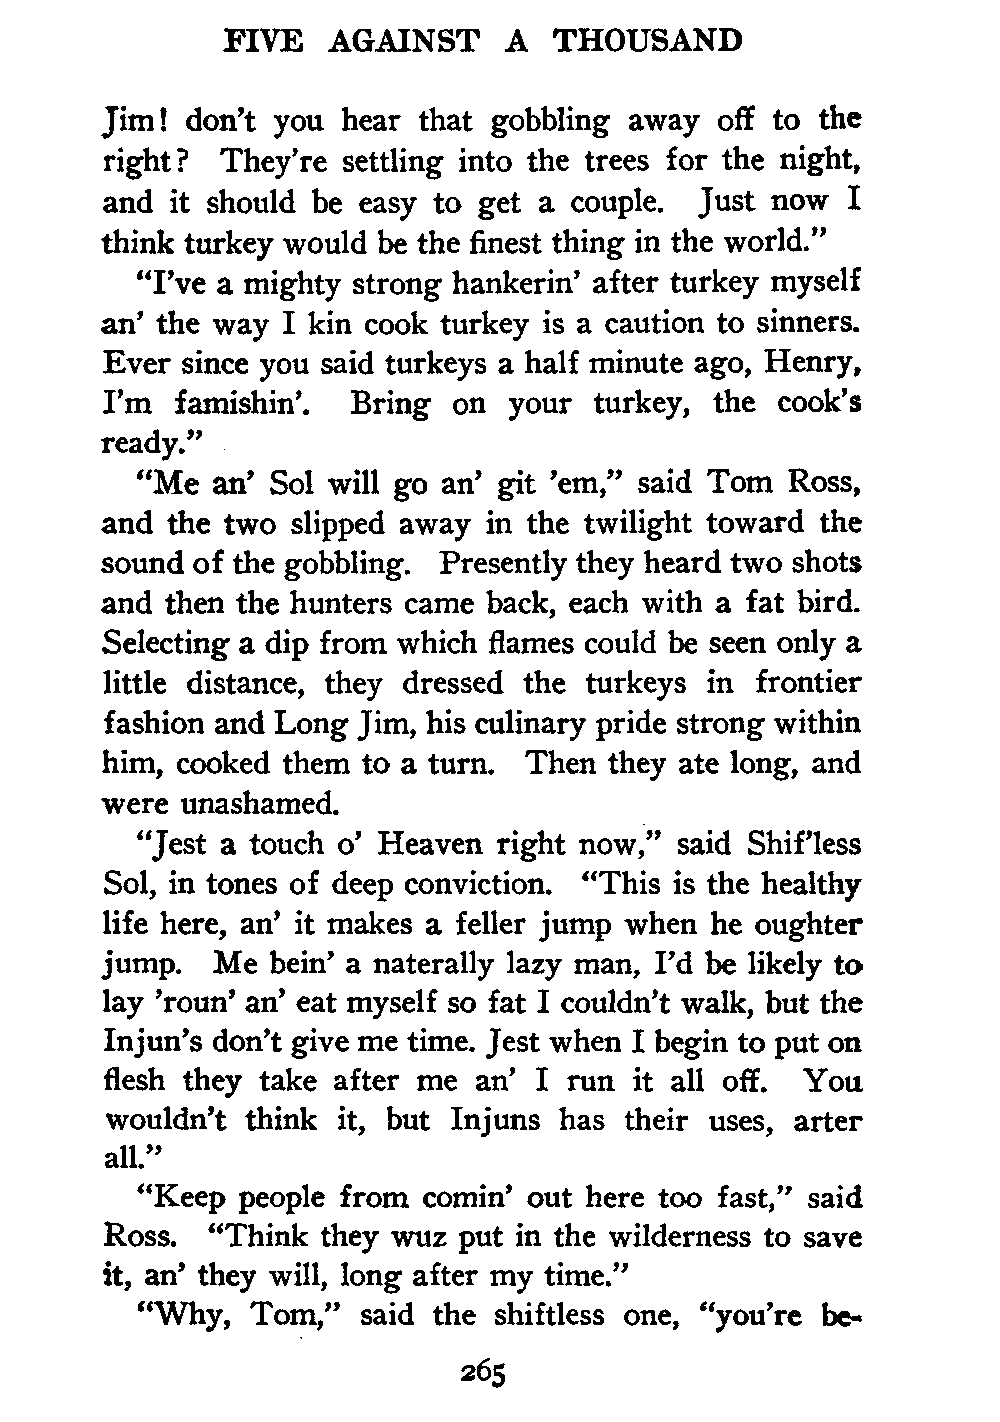 FIVE AGAINST A THOUSAND
Jim! don't you hear that gobbling away off to the
right? They're settling into the trees for the night,
and it should be easy to get a couple. Just now I
think turkey would be the finest thing in the world."
"I've a mighty strong hankerin' after turkey myself
an' the way I kin cook turkey is a caution to sinners.
Ever since you said turkeys a half minute ago, Henry,
I'm famishin'. Bring on your turkey, the cook's
ready."
"Me an' Sol will go an' git 'em," said Tom Ross,
and the two slipped away in the twilight toward the
sound of the gobbling. Presently they heard two shots
and then the hunters came back, each with a fat bird.
Selecting a dip from which flames could be seen only a
little distance, they dressed the turkeys in frontier
fashion and Long Jim, his culinary pride strong within
him, cooked them to a turn. Then they ate long, and
were unashamed.
"Jest a touch o' Heaven right now," said Shif'less
Sol, in tones of deep conviction. "This is the healthy
life here, an' it makes a feller jump when he oughter
jump. Me bein' a naterally lazy man, I'd be likely to
lay 'roun' an' eat myself so fat I couldn't walk, but the
Injun's don't give me time. Jest when I begin to put on
flesh they take after me an' I run it all off. You
wouldn't think it, but Injuns has their uses, arter
all."
"Keep people from comin' out here too fast," said
Ross. "Think they wuz put in the wilderness to save
it, an' they will, long after my time."
"Why, Tom," said the shiftless one, "you're be-
265